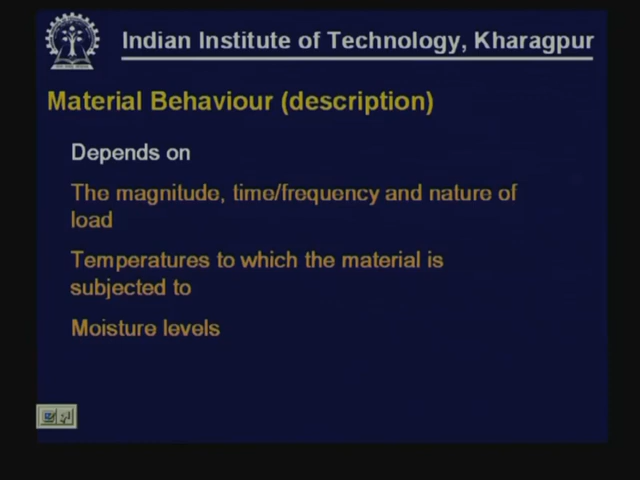 Indian Institute of Technology, Kharagpur
Material Behaviour (description)
Depends on
The magnitude, time/frequency and nature of
load
Temperatures to which the material is
subjected to
Moisture levels